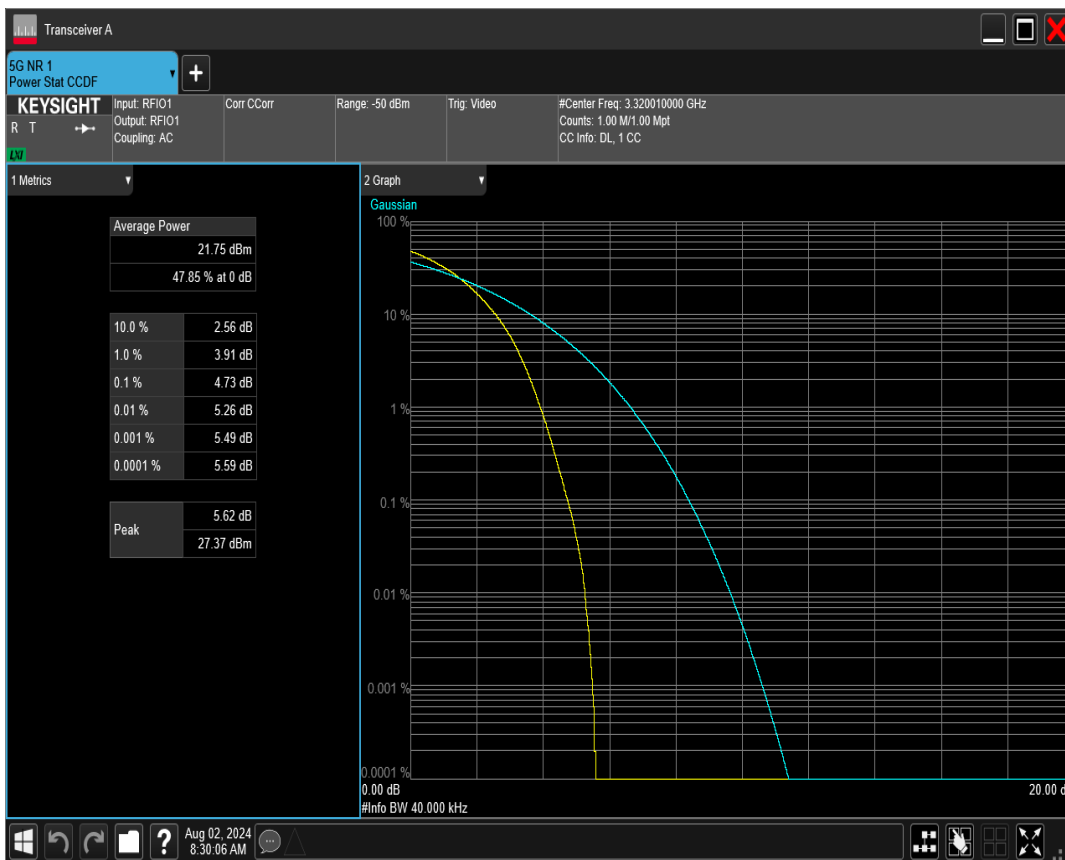 Transceiver A
5G NR 1
Power Stat CCDF
KEYSIGHT
R T
LXI
Input: RFIO1
Output: RFIO1
Coupling: AC
Corr CCorr
Range: -50 dBm
Trig: Video
#Center Freq: 3.320010000 GHz
Counts: 1.00 M/1.00 Mpt
CC Info: DL, 1 CC
1 Metrics
Average Power
21.75 dBm
47.85 % at 0 dB
10.0 % 2.56 dB
1.0 % 3.91 dB
0.1 % 4.73 dB
0.01 % 5.26 dB
0.001 % 5.49 dB
0.0001 % 5.59 dB
Peak 5.62 dB
27.37 dBm
2 Graph
Gaussian
100 %
10 %
1 %
0.1 %
0.01 %
0.001 %
0.0001 %
0.00 dB 20.00 d
#Info BW 40.000 kHz
? Aug 02, 2024
8:30:06 AM